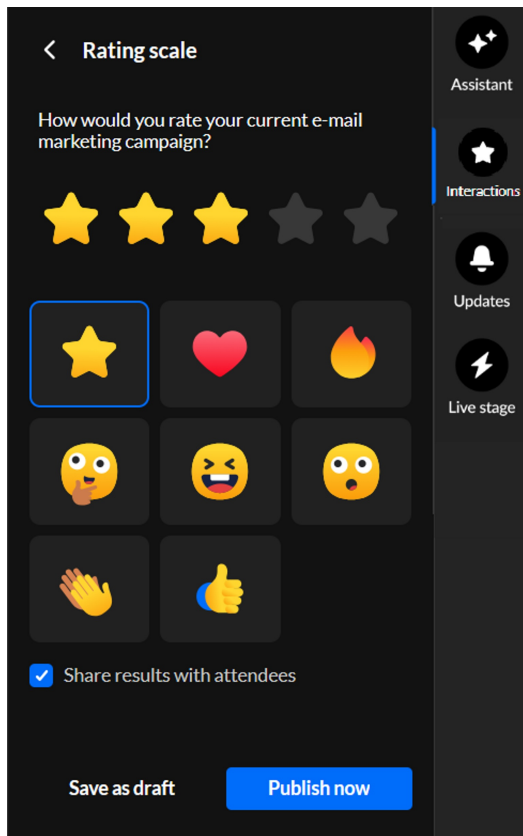 Rating scale
Assistant
How would you rate your current e-mail
marketing campaign?
Interactions
Updates
Live stage
Share results with attendees
Save as draft
Publish now